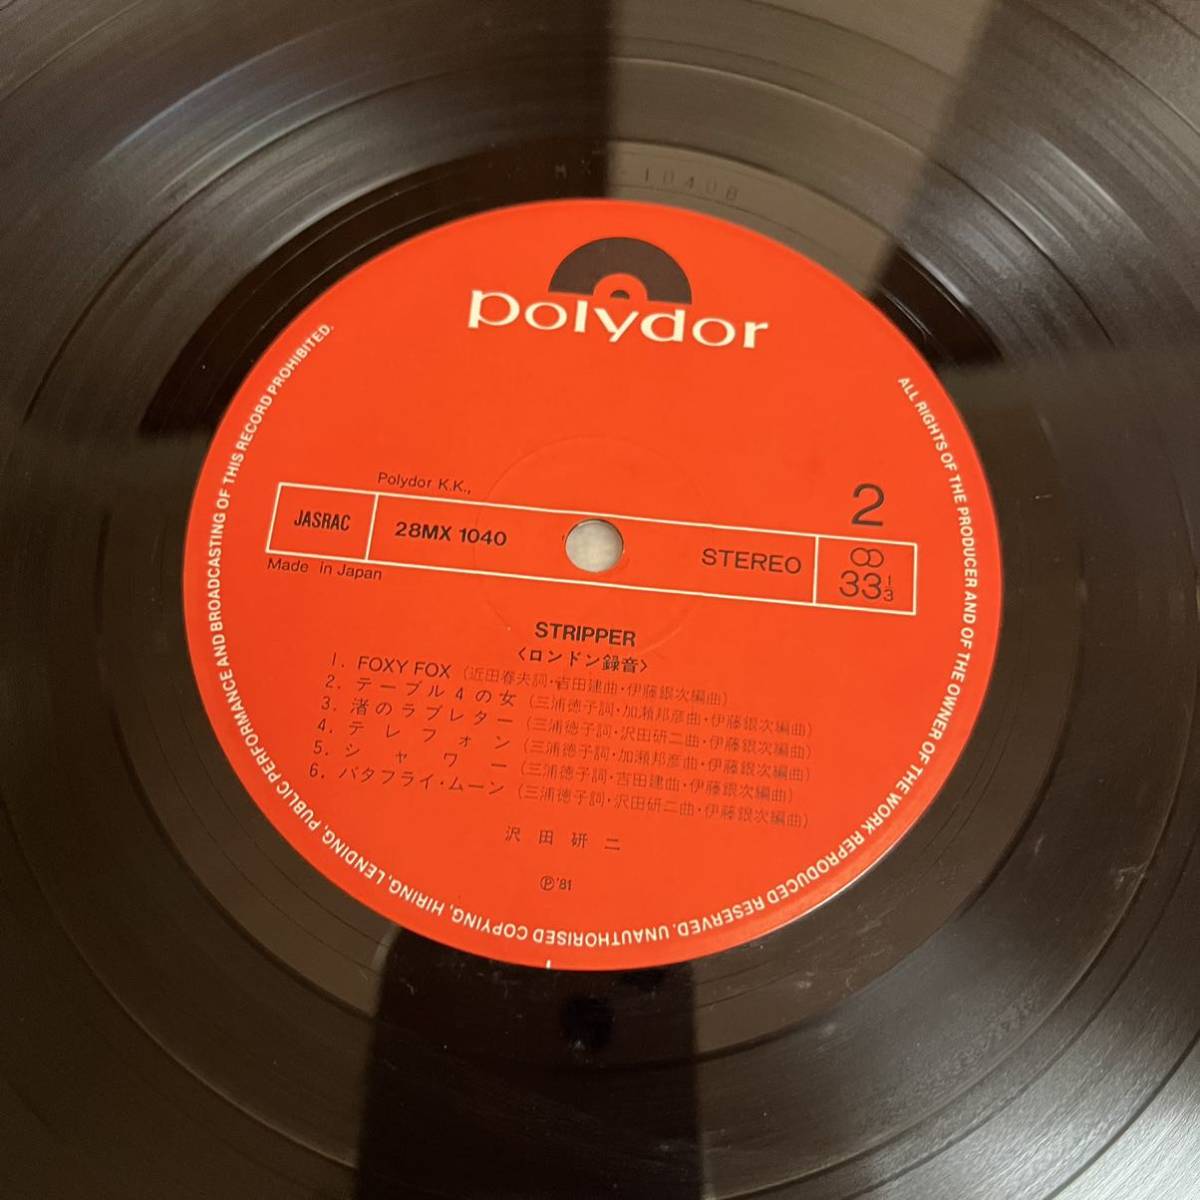 polydor
Polydor K.K.,
JASRAC
28MX 1040
STEREO
2
33 1/3
Made in Japan
STRIPPER
〈ロンドン録音〉
1. FOXY FOX (近田春夫詞・吉田建曲・伊藤銀次編曲)
2. テーブル4の女 (三浦徳子詞・加瀬邦彦曲・伊藤銀次編曲)
3. 渚のラブレター (三浦徳子詞・沢田研二曲・伊藤銀次編曲)
4. テレフォン (三浦徳子詞・加瀬邦彦曲・伊藤銀次編曲)
5. シャワー (三浦徳子詞・吉田建曲・伊藤銀次編曲)
6. バタフライ・ムーン (三浦徳子詞・沢田研二曲・伊藤銀次編曲)
沢田研二
Ⓟ'81
ALL RIGHTS OF THE PRODUCER AND OF THE OWNER OF THE WORK REPRODUCED RESERVED. UNAUTHORISED COPYING, HIRING, LENDING, PUBLIC PERFORMANCE AND BROADCASTING OF THIS RECORD PROHIBITED.